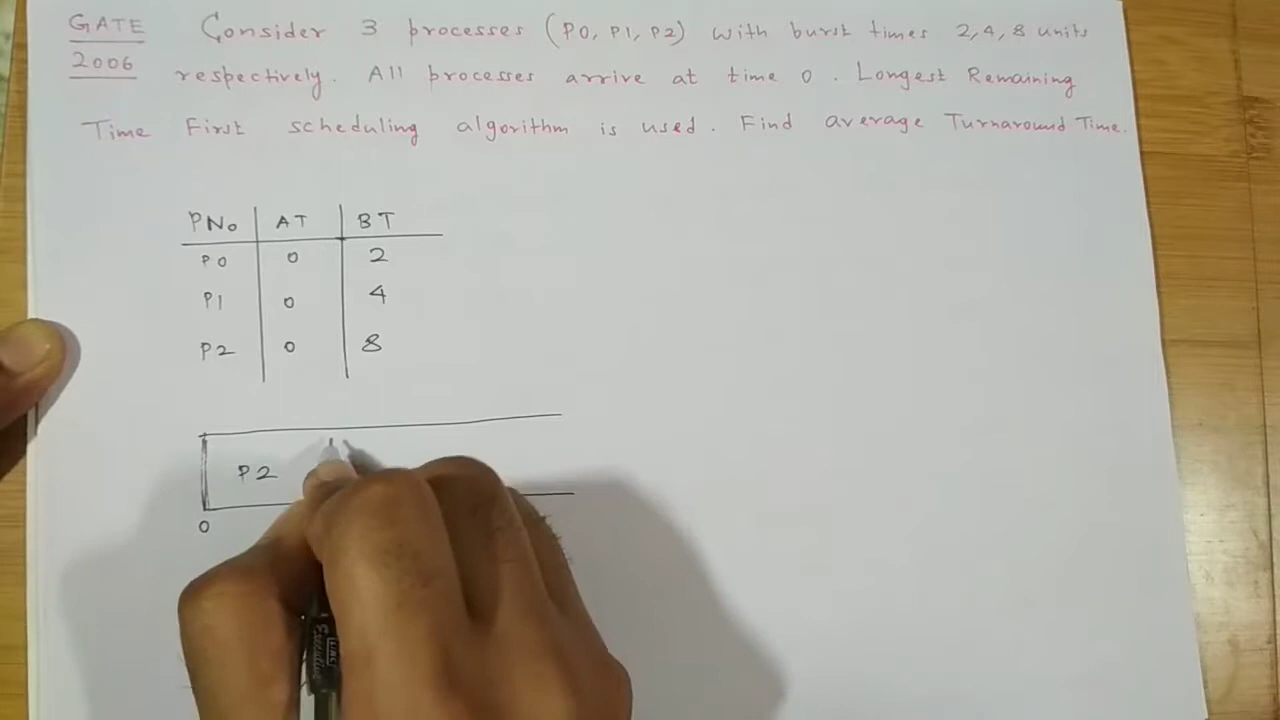 GATE 2006 Consider 3 processes (P0, P1, P2) with burst times 2, 4, 8 units
respectively. All processes arrive at time 0. Longest Remaining
Time First scheduling algorithm is used. Find average Turnaround Time.
PNo AT BT
P0 0 2
P1 0 4
P2 0 8
P2
0